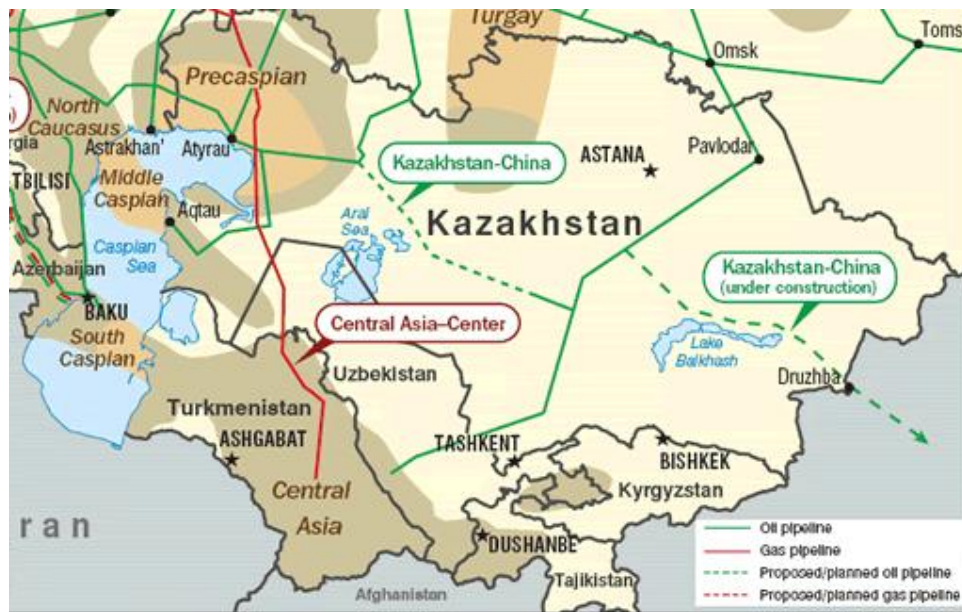 Turgay
Toms
Omsk
Precaspian
North
Caucasus
rgia
Astrakhan'
Atyrau
TBILISI
Middle
Caspian
Aqtau
Kazakhstan-China
ASTANA
Pavlodar
Kazakhstan
Aral
Sea
Caspian
Sea
Azerbaijan
BAKU
Kazakhstan-China
(under construction)
Central Asia–Center
South
Caspian
Lake
Balkhash
Uzbekistan
Druzhba
Turkmenistan
ASHGABAT
TASHKENT
BISHKEK
Kyrgyzstan
Central
Asia
ran
DUSHANBE
Tajikistan
Afghanistan
Oil pipeline
Gas pipeline
Proposed/planned oil pipeline
Proposed/planned gas pipeline